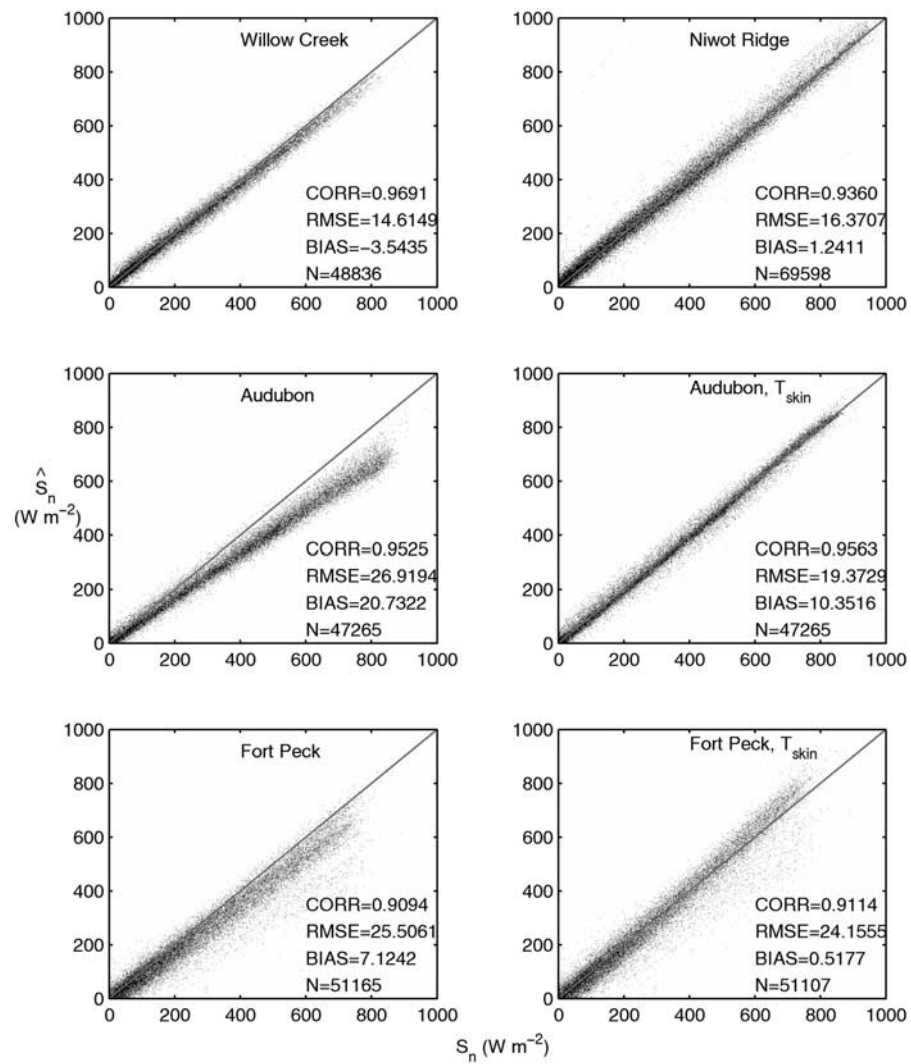 1000
800
600
400
200
0
0 200 400 600 800 1000
Willow Creek
CORR=0.9691
RMSE=14.6149
BIAS=−3.5435
N=48836
1000
800
600
400
200
0
0 200 400 600 800 1000
Niwot Ridge
CORR=0.9360
RMSE=16.3707
BIAS=1.2411
N=69598
Ŝn
(W m−2)
1000
800
600
400
200
0
0 200 400 600 800 1000
Audubon
CORR=0.9525
RMSE=26.9194
BIAS=20.7322
N=47265
1000
800
600
400
200
0
0 200 400 600 800 1000
Audubon, Tskin
CORR=0.9563
RMSE=19.3729
BIAS=10.3516
N=47265
1000
800
600
400
200
0
0 200 400 600 800 1000
Fort Peck
CORR=0.9094
RMSE=25.5061
BIAS=7.1242
N=51165
1000
800
600
400
200
0
0 200 400 600 800 1000
Fort Peck, Tskin
CORR=0.9114
RMSE=24.1555
BIAS=0.5177
N=51107
Sn (W m−2)